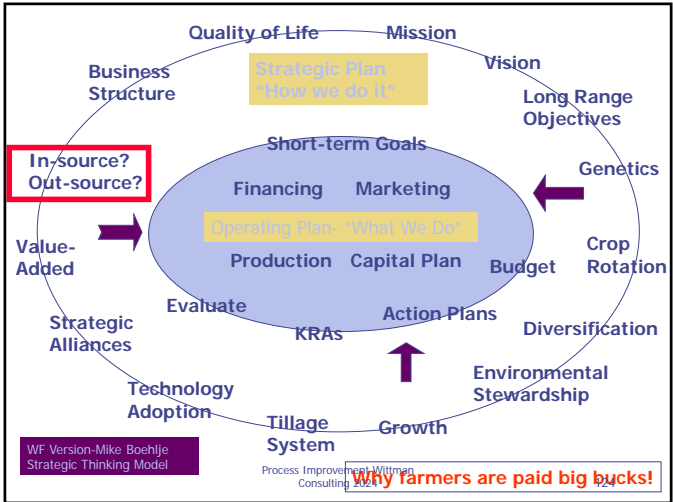 Quality of Life
Mission
Strategic Plan
"How we do it"
Vision
Business
Structure
Long Range
Objectives
Short-term Goals
In-source?
Out-source?
Genetics
Financing
Marketing
Operating Plan- "What We Do"
Value-
Added
Crop
Rotation
Production
Capital Plan
Budget
Evaluate
Action Plans
KRAs
Strategic
Alliances
Diversification
Environmental
Stewardship
Technology
Adoption
Tillage
System
Growth
WF Version-Mike Boehlje
Strategic Thinking Model
Process Improvement Wittman
Consulting 2024
Why farmers are paid big bucks!
124